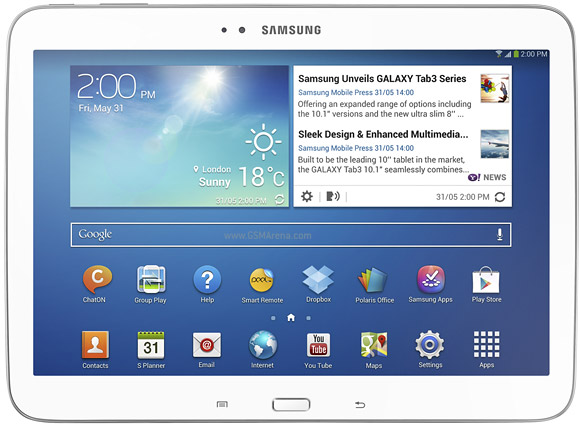 SAMSUNG
2:00 PM
2:00 PM
Fri, May 31
London
Sunny 18°C
31/05 2:00 PM
Samsung Unveils GALAXY Tab3 Series
Samsung Mobile Press 31/05 14:00
Offering an expanded range of options including
the 10.1" versions and the new ultra slim 8" ...
Sleek Design & Enhanced Multimedia...
Samsung Mobile Press 31/05 14:00
Built to be the leading 10" tablet in the market,
the GALAXY Tab3 10.1" seamlessly combines...
Y! NEWS
31/05 2:00 PM
Google
www.GSMArena.com
C
?
ChatON
Group Play
Help
Smart Remote
Dropbox
Polaris Office
Samsung Apps
Play Store
31
@
You
Tube
g
Contacts
S Planner
Email
Internet
You Tube
Maps
Settings
Apps